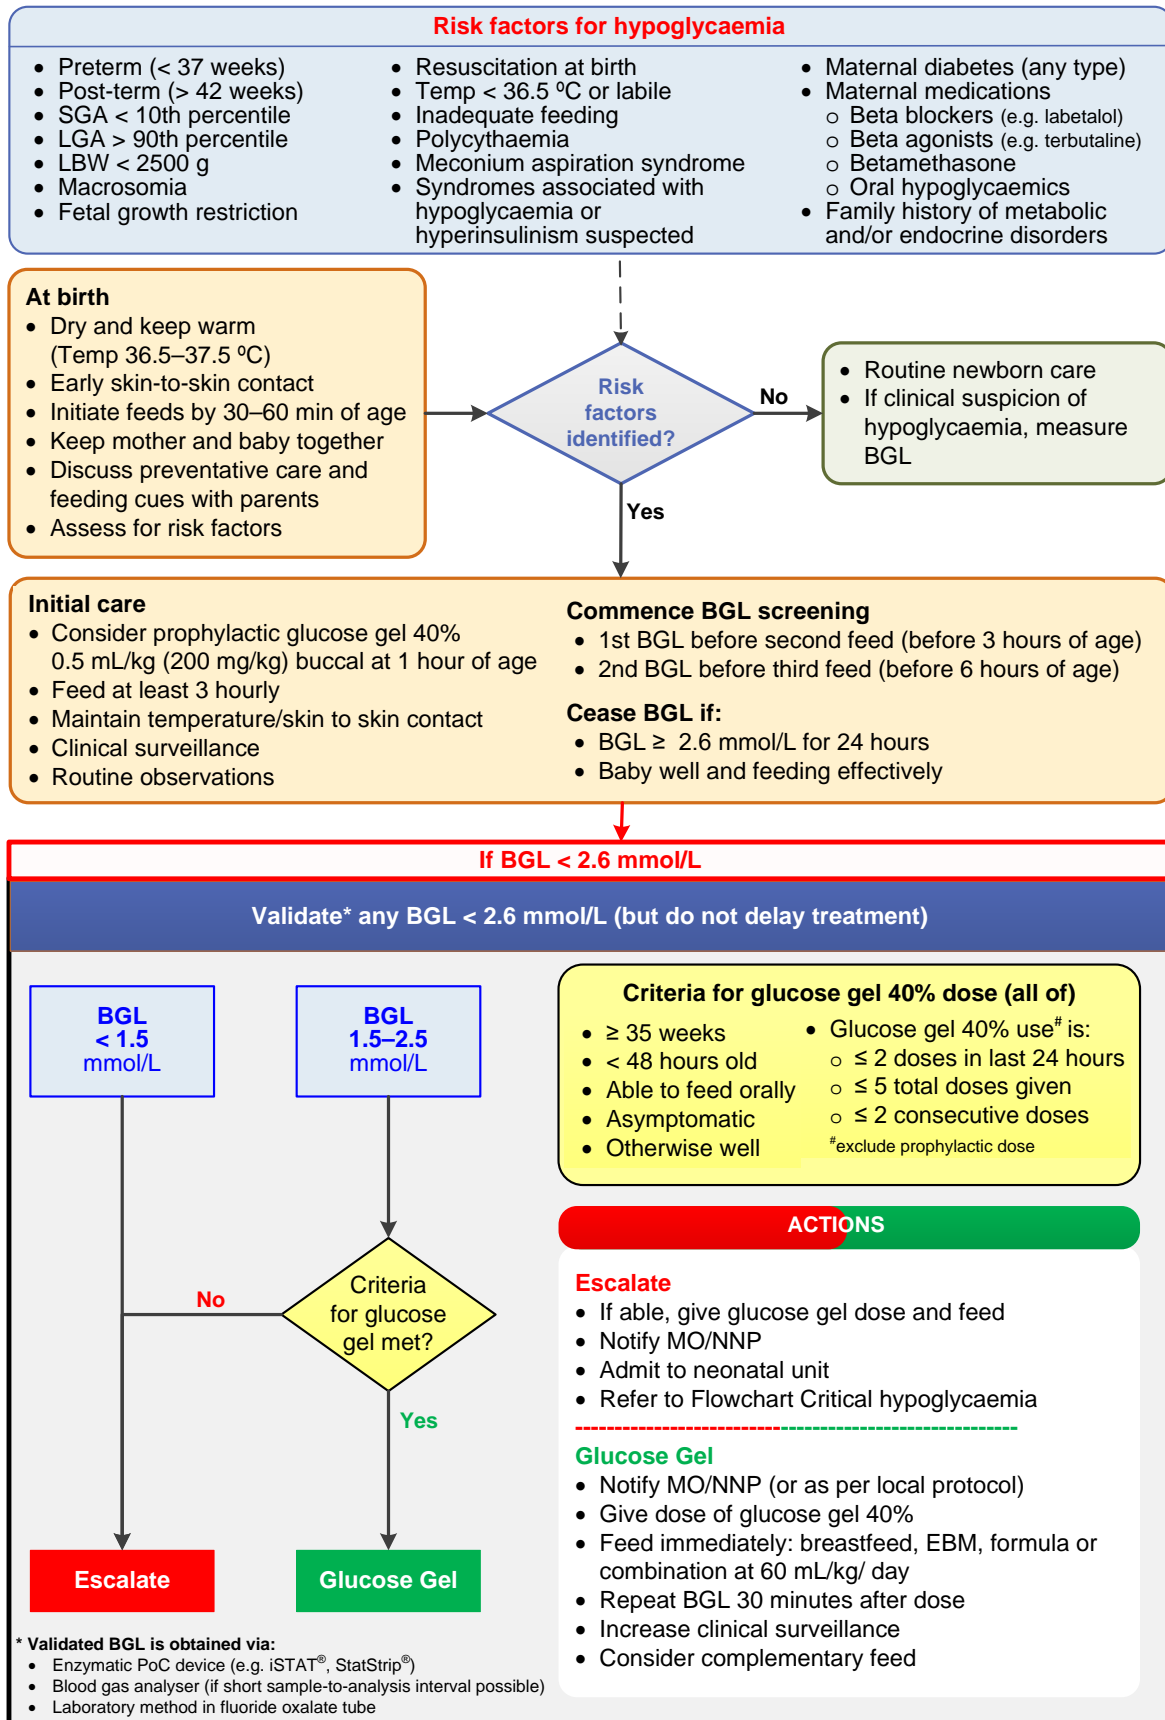 Risk factors for hypoglycaemia
• Preterm (< 37 weeks)
• Post-term (> 42 weeks)
• SGA < 10th percentile
• LGA > 90th percentile
• LBW < 2500 g
• Macrosomia
• Fetal growth restriction
• Resuscitation at birth
• Temp < 36.5 ºC or labile
• Inadequate feeding
• Polycythaemia
• Meconium aspiration syndrome
• Syndromes associated with
hypoglycaemia or
hyperinsulinism suspected
• Maternal diabetes (any type)
• Maternal medications
o Beta blockers (e.g. labetalol)
o Beta agonists (e.g. terbutaline)
o Betamethasone
o Oral hypoglycaemics
• Family history of metabolic
and/or endocrine disorders
At birth
• Dry and keep warm
(Temp 36.5–37.5 ºC)
• Early skin-to-skin contact
• Initiate feeds by 30–60 min of age
• Keep mother and baby together
• Discuss preventative care and
feeding cues with parents
• Assess for risk factors
Risk
factors
identified?
No
• Routine newborn care
• If clinical suspicion of
hypoglycaemia, measure
BGL
Yes
Initial care
• Consider prophylactic glucose gel 40%
0.5 mL/kg (200 mg/kg) buccal at 1 hour of age
• Feed at least 3 hourly
• Maintain temperature/skin to skin contact
• Clinical surveillance
• Routine observations
Commence BGL screening
• 1st BGL before second feed (before 3 hours of age)
• 2nd BGL before third feed (before 6 hours of age)
Cease BGL if:
• BGL ≥ 2.6 mmol/L for 24 hours
• Baby well and feeding effectively
If BGL < 2.6 mmol/L
Validate* any BGL < 2.6 mmol/L (but do not delay treatment)
BGL
< 1.5
mmol/L
BGL
1.5–2.5
mmol/L
Criteria for glucose gel 40% dose (all of)
• ≥ 35 weeks
• < 48 hours old
• Able to feed orally
• Asymptomatic
• Otherwise well
• Glucose gel 40% use# is:
o ≤ 2 doses in last 24 hours
o ≤ 5 total doses given
o ≤ 2 consecutive doses
#exclude prophylactic dose
Criteria
for glucose
gel met?
No
Yes
Escalate
Glucose Gel
ACTIONS
Escalate
• If able, give glucose gel dose and feed
• Notify MO/NNP
• Admit to neonatal unit
• Refer to Flowchart Critical hypoglycaemia
Glucose Gel
• Notify MO/NNP (or as per local protocol)
• Give dose of glucose gel 40%
• Feed immediately: breastfeed, EBM, formula or
combination at 60 mL/kg/ day
• Repeat BGL 30 minutes after dose
• Increase clinical surveillance
• Consider complementary feed
* Validated BGL is obtained via:
• Enzymatic PoC device (e.g. iSTAT®, StatStrip®)
• Blood gas analyser (if short sample-to-analysis interval possible)
• Laboratory method in fluoride oxalate tube